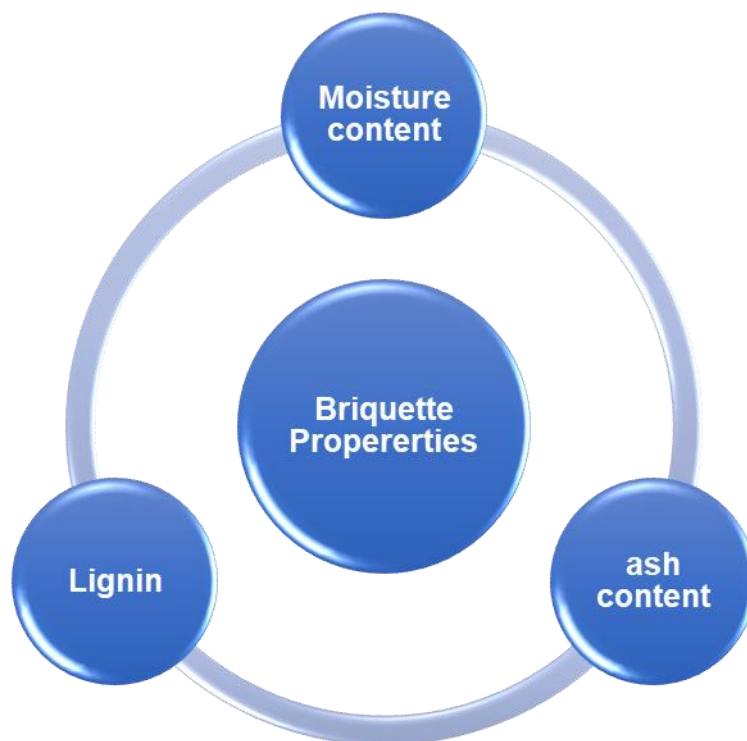 Moisture
content
Briquette
Propererties
Lignin
ash
content